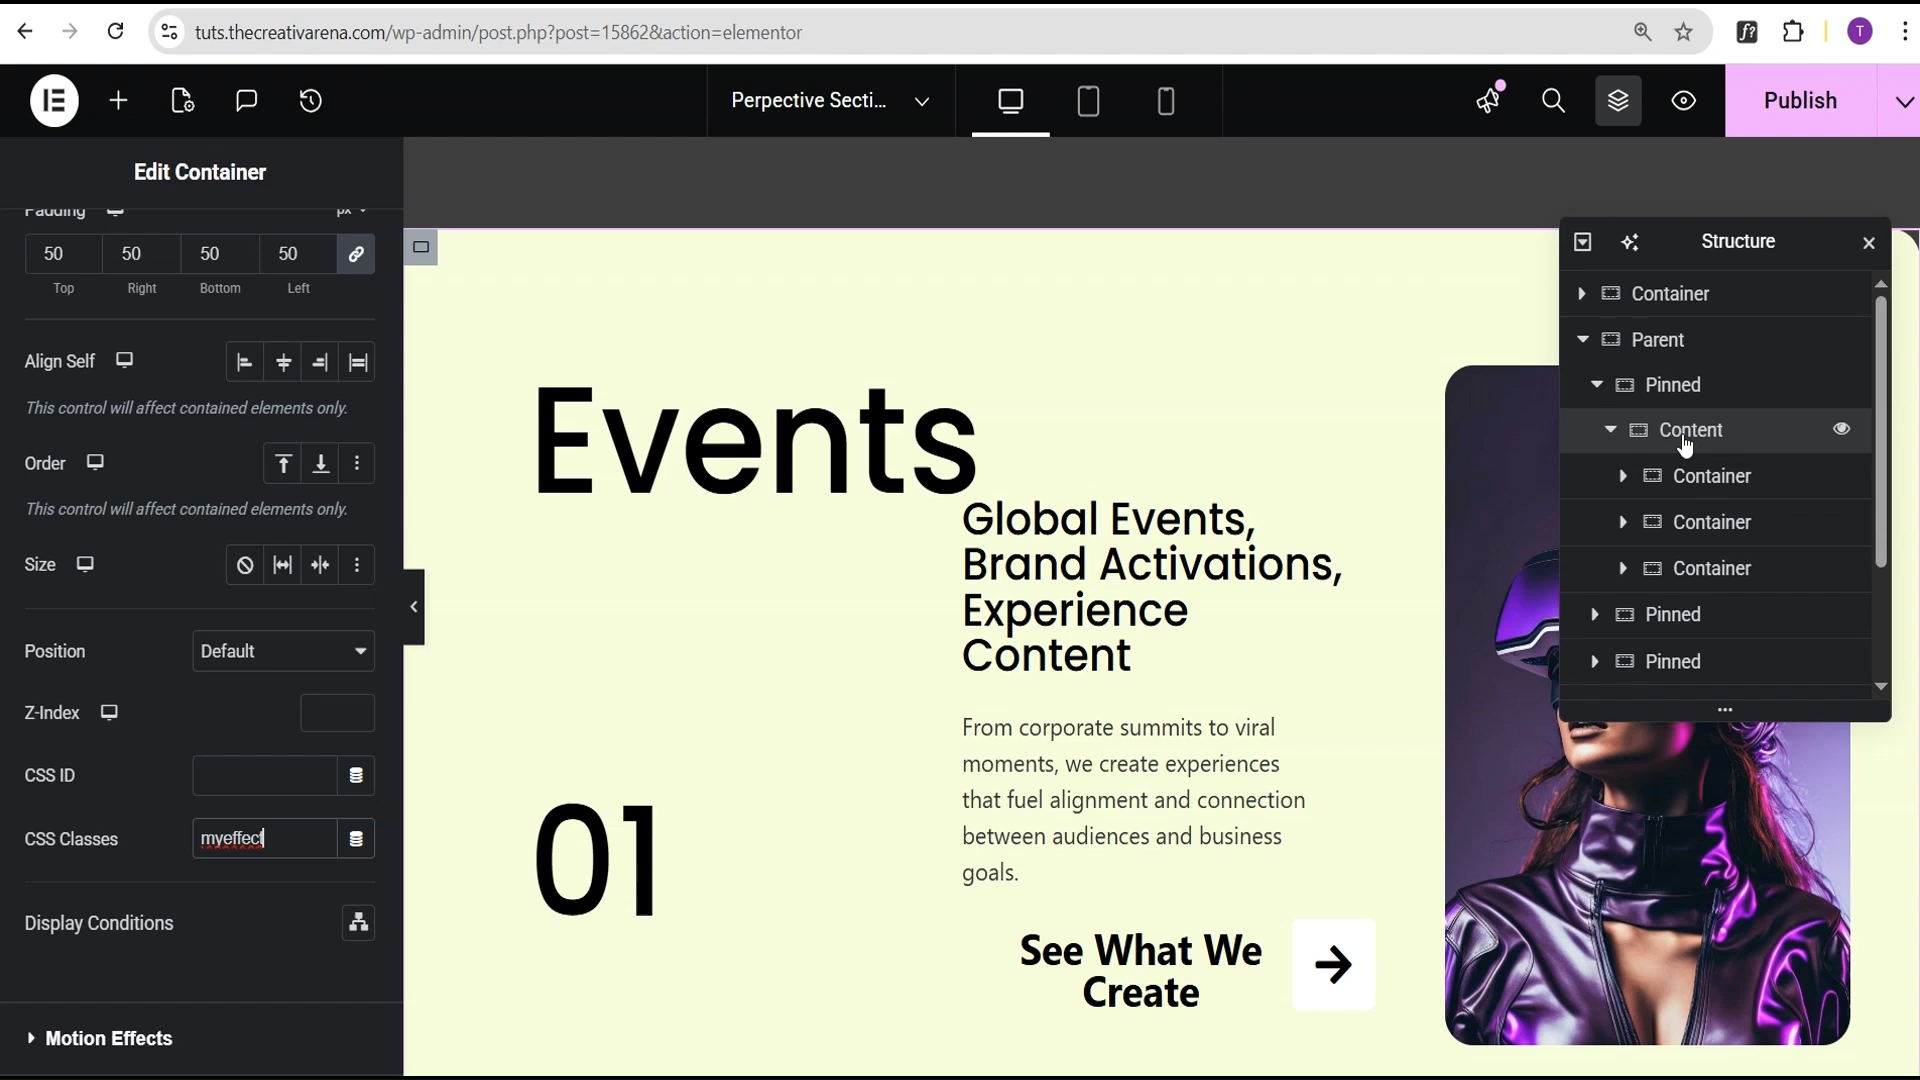 tuts.thecreativarena.com/wp-admin/post.php?post=15862&action=elementor
Perpective Secti...
Publish
Edit Container
Padding
px
50 50 50 50
Top Right Bottom Left
Align Self
This control will affect contained elements only.
Order
This control will affect contained elements only.
Size
Position Default
Z-Index
CSS ID
CSS Classes myeffect
Display Conditions
Motion Effects
Events
Global Events,
Brand Activations,
Experience
Content
From corporate summits to viral
moments, we create experiences
that fuel alignment and connection
between audiences and business
goals.
01
See What We
Create
Structure
Container
Parent
Pinned
Content
Container
Container
Container
Pinned
Pinned
T
f?